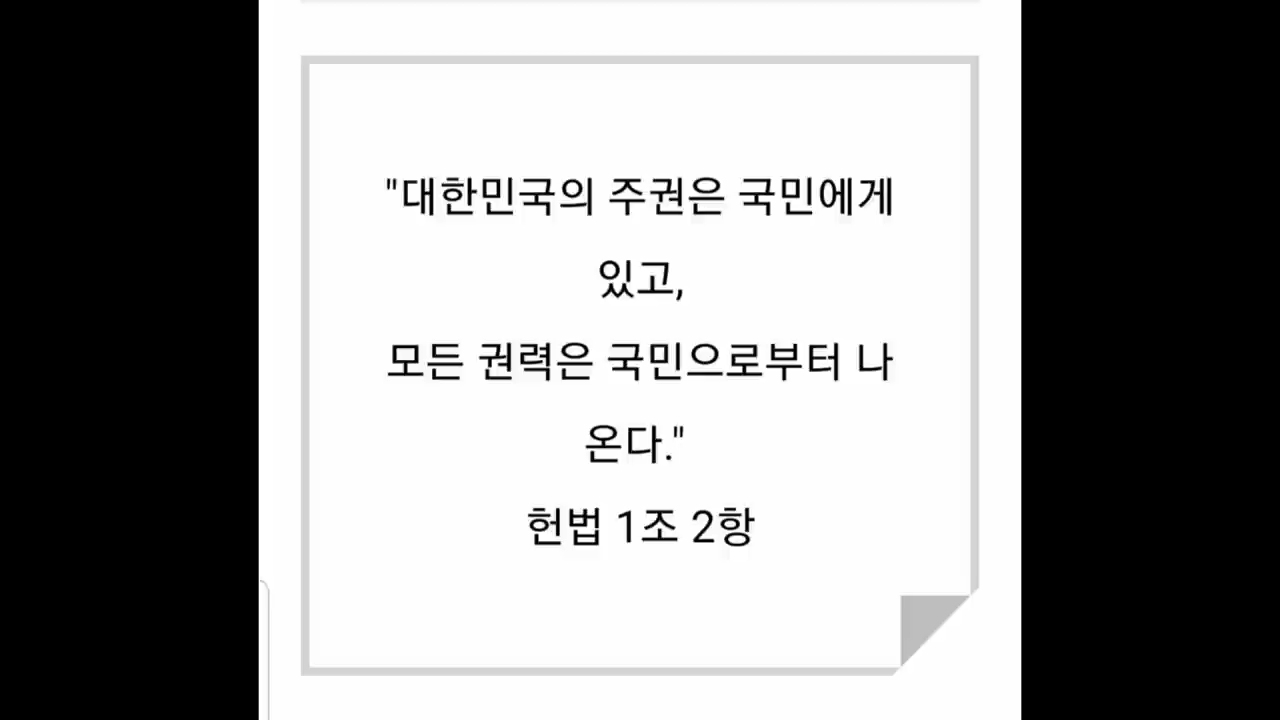 "대한민국의 주권은 국민에게
있고,
모든 권력은 국민으로부터 나
온다."
헌법 1조 2항